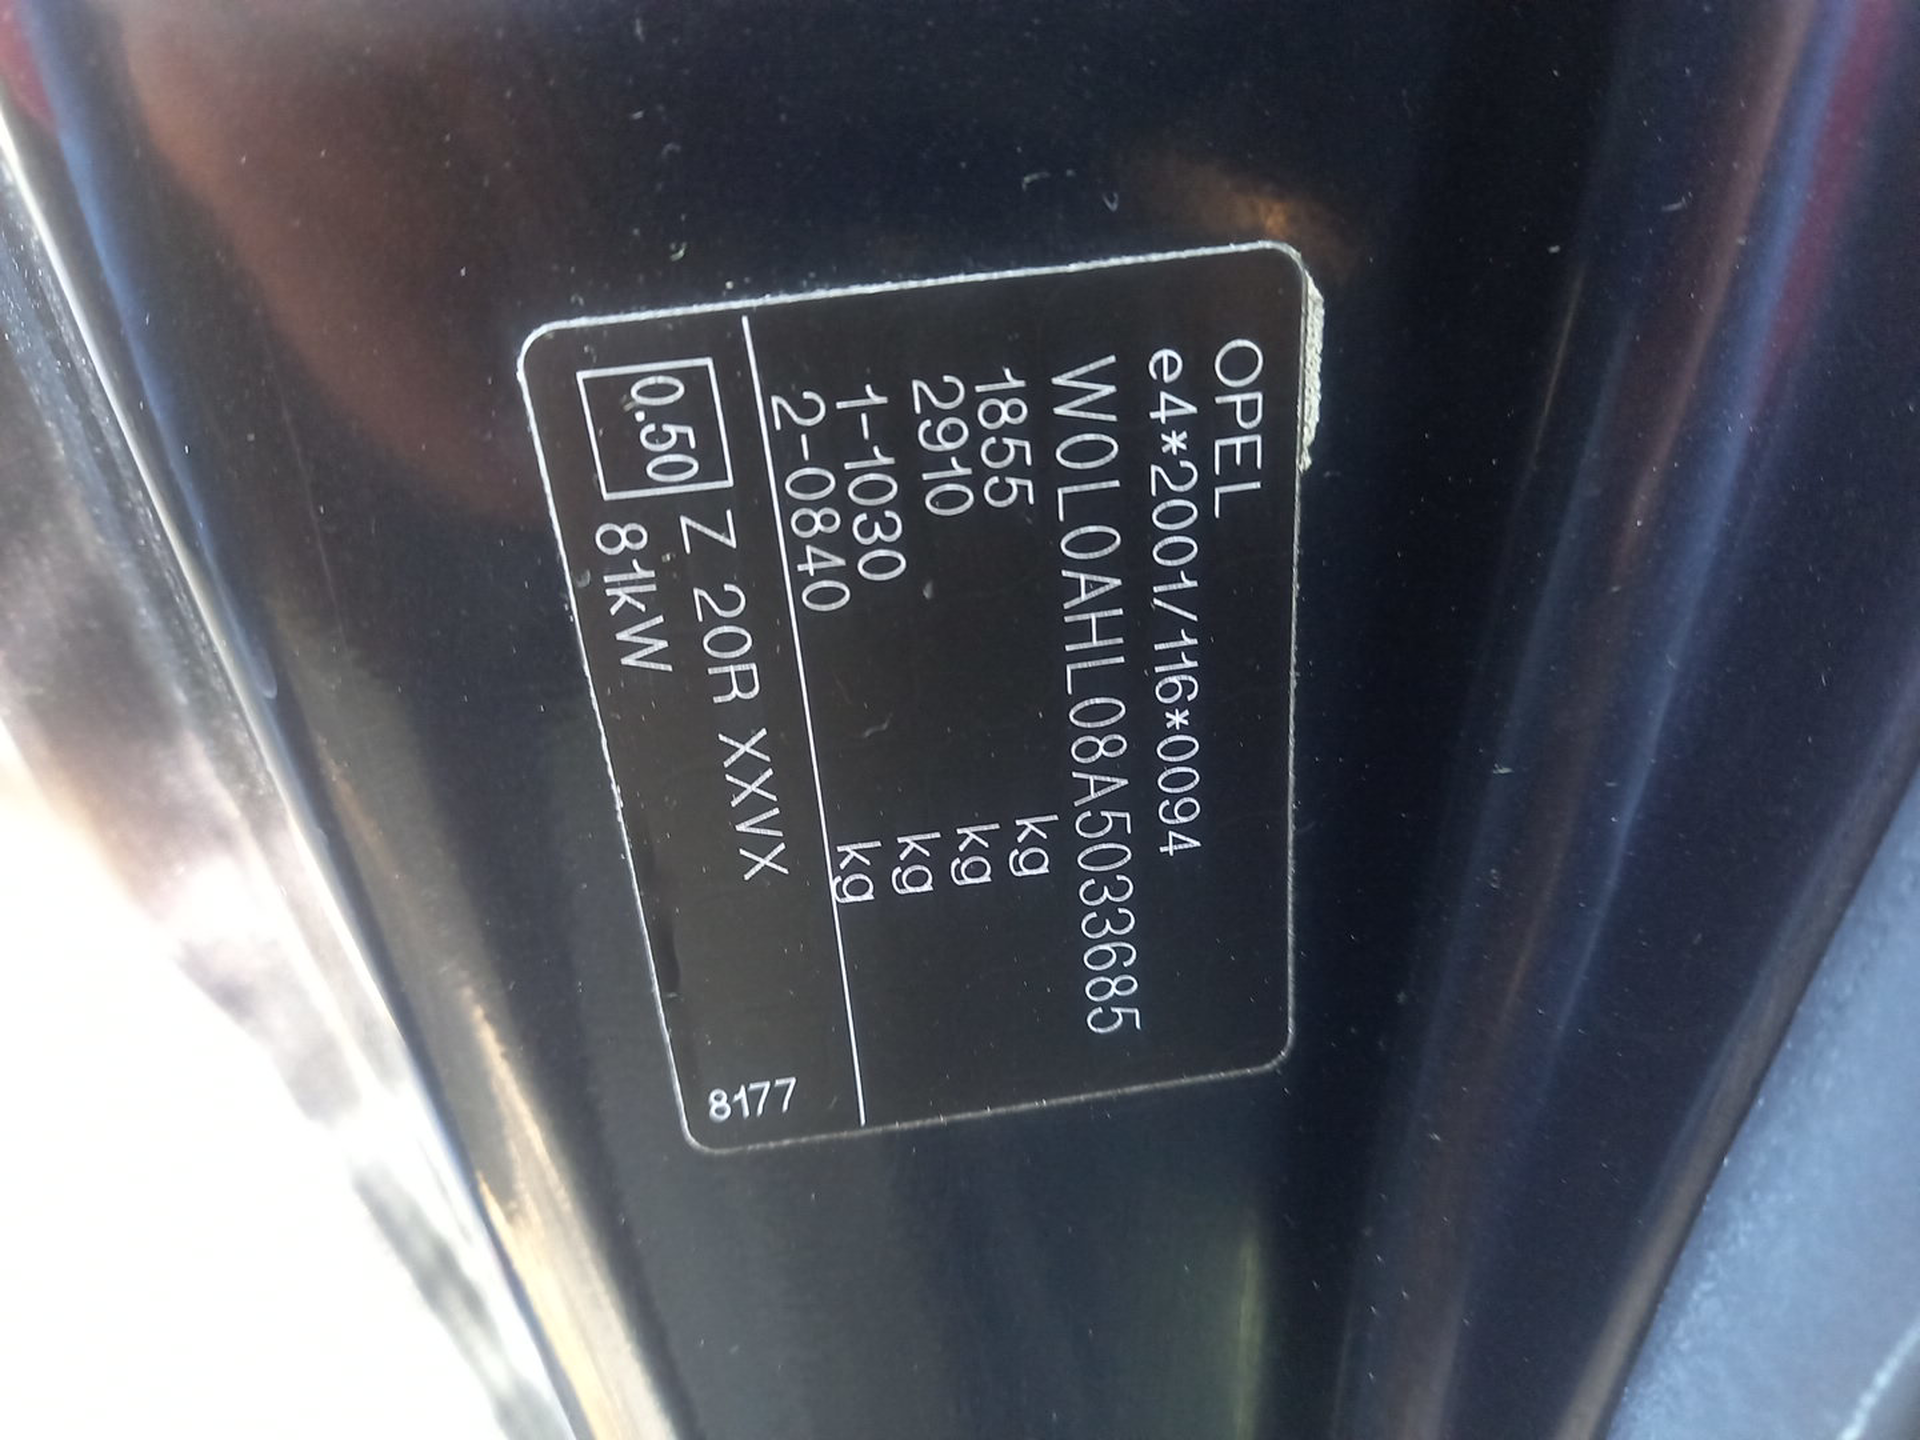 OPEL
e4*2001/116*0094
W0L0AHL08A5033685
1855 kg
2910 kg
1-1030 kg
2-0840 kg
0.50 Z 20R XXVX
81kW
8177